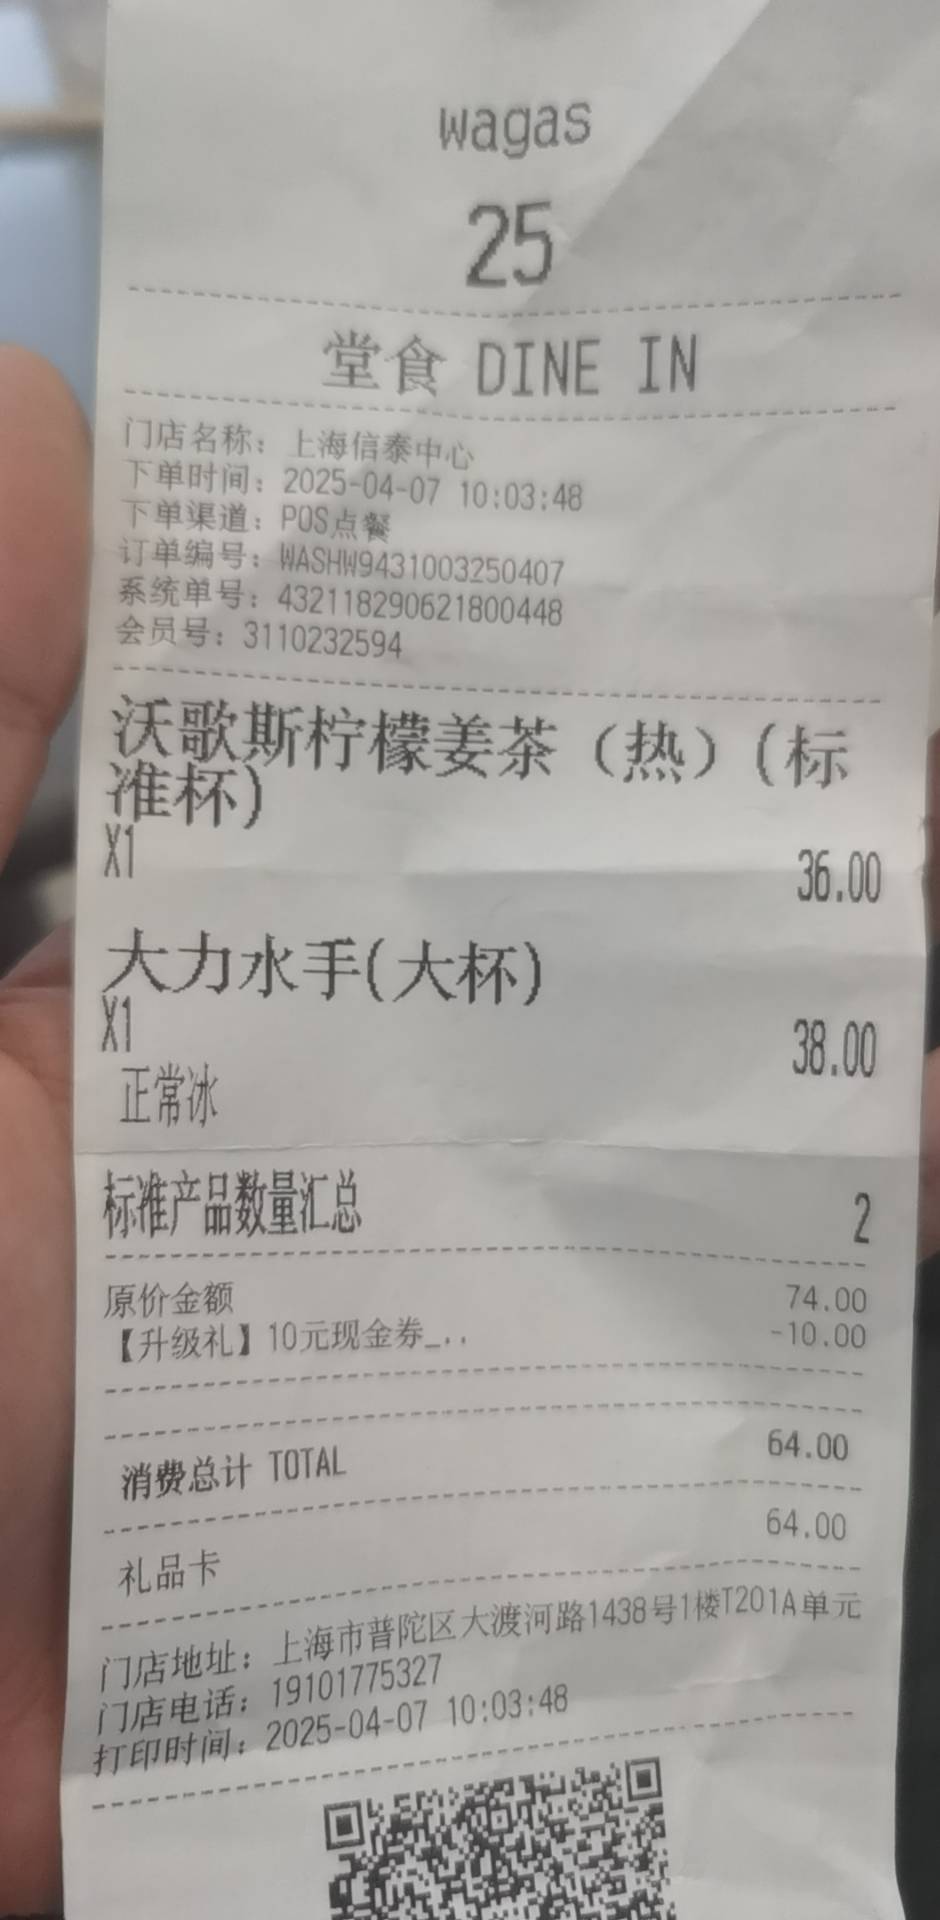 wagas
25
堂食 DINE IN
门店名称：上海信泰中心
下单时间：2025-04-07 10:03:48
下单渠道：POS点餐
订单编号：WASHW9431003250407
系统单号：432118290621800448
会员号：3110232594
沃歌斯柠檬姜茶（热）(标
准杯)
X1 36.00
大力水手(大杯)
X1 38.00
正常冰
标准产品数量汇总 2
原价金额 74.00
【升级礼】10元现金券_.. -10.00
消费总计 TOTAL 64.00
礼品卡 64.00
门店地址：上海市普陀区大渡河路1438号1楼T201A单元
门店电话：19101775327
打印时间：2025-04-07 10:03:48